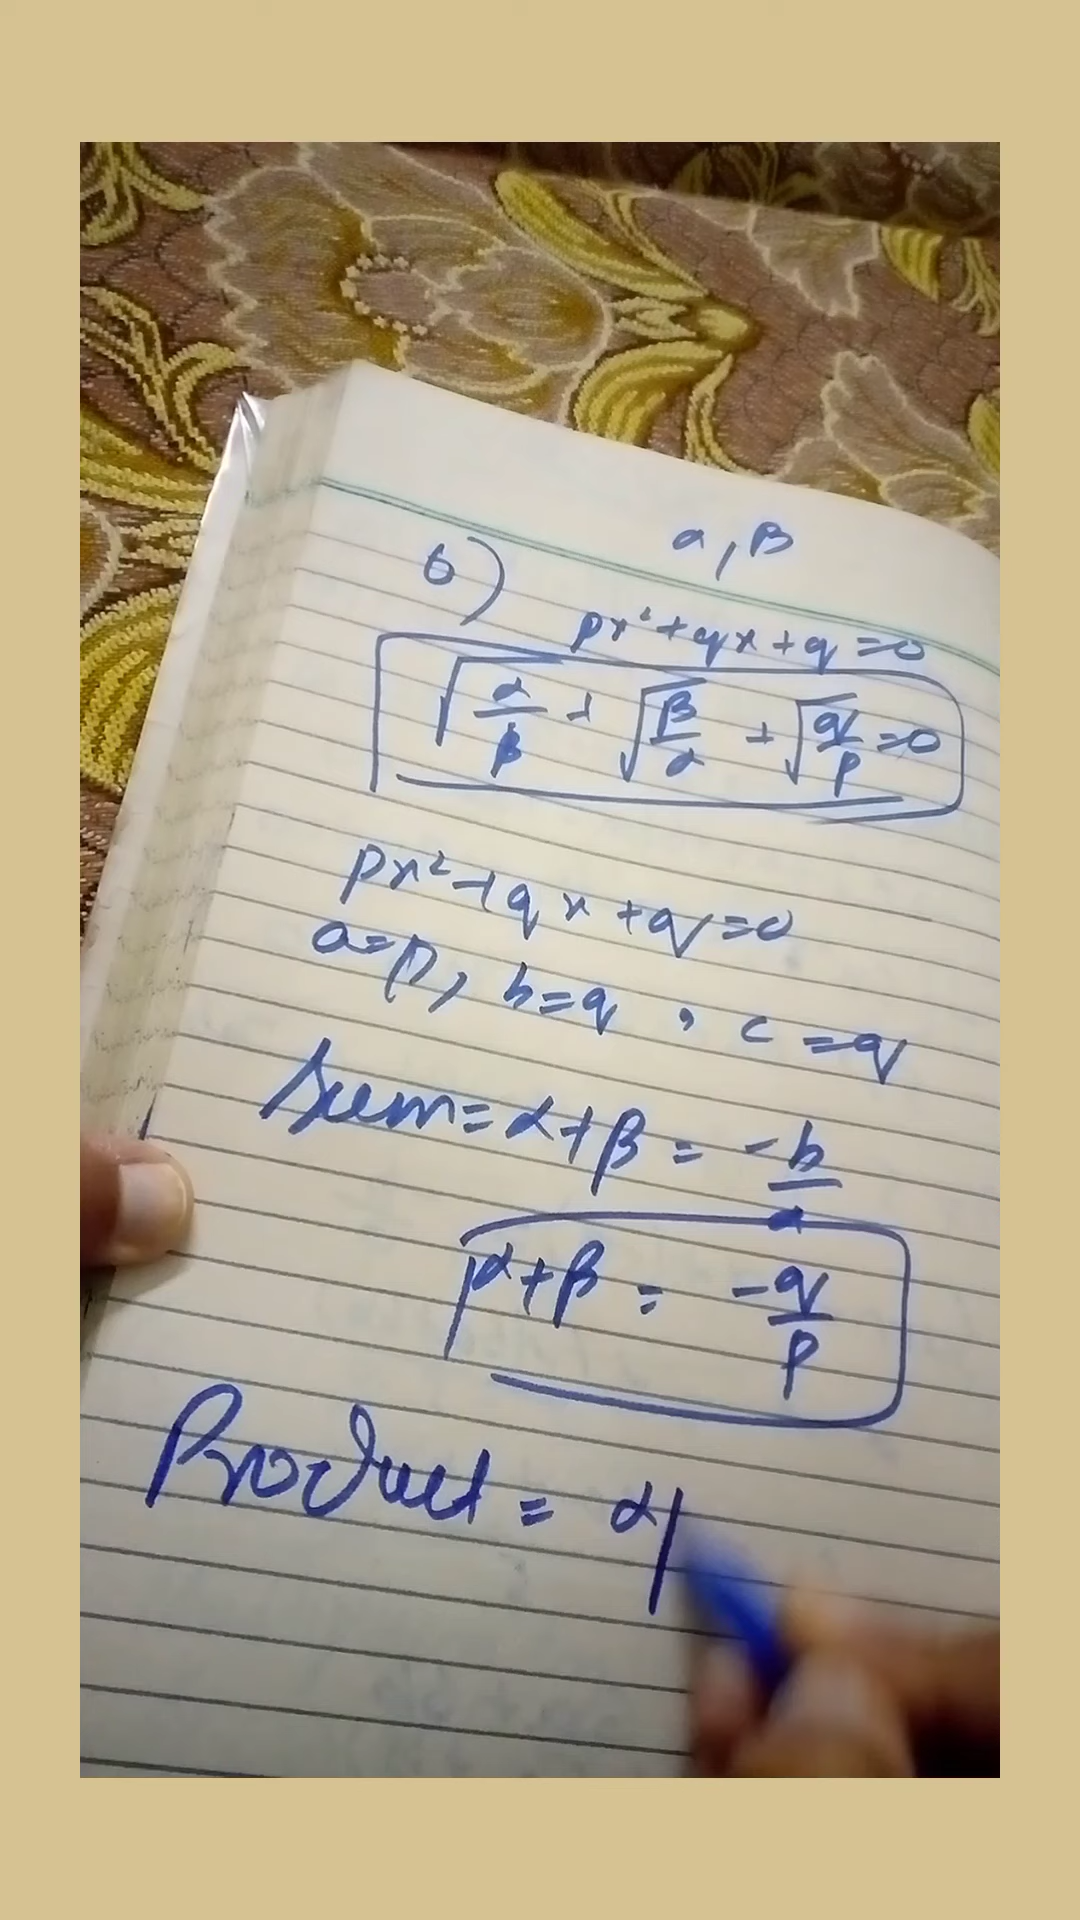 α, β
6)
px² + qx + q = 0
√(α/β) + √(β/α) + √(q/p) = 0
px² + qx + q = 0
a = p, b = q, c = q
Sum = α + β = -b/a
α + β = -q/p
Product = α